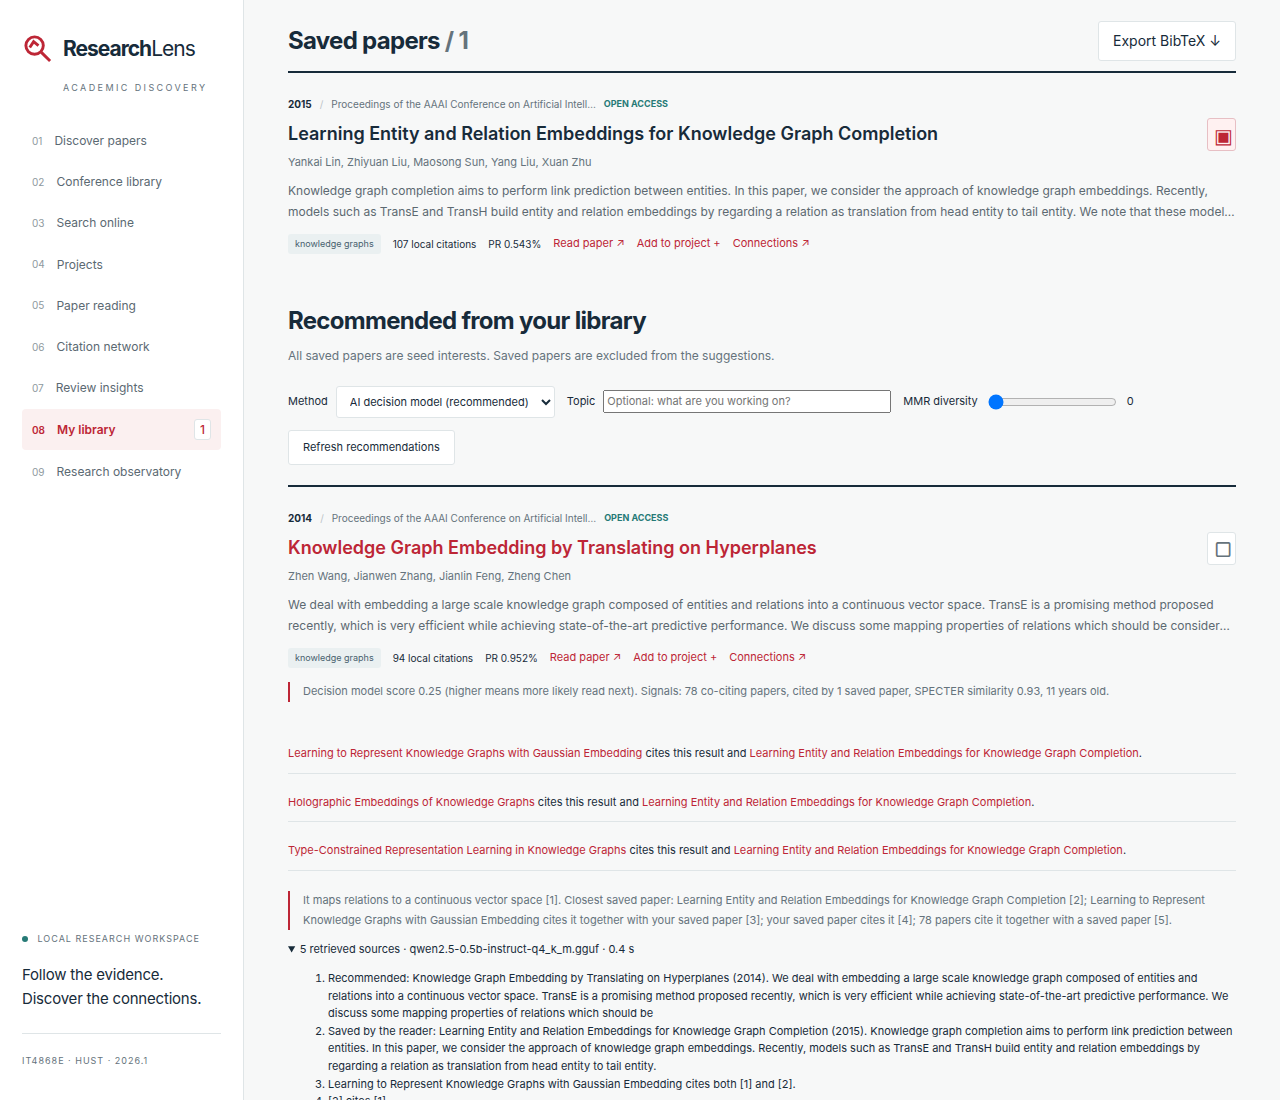 ResearchLens
ACADEMIC DISCOVERY
01 Discover papers
02 Conference library
03 Search online
04 Projects
05 Paper reading
06 Citation network
07 Review insights
08 My library 1
09 Research observatory
LOCAL RESEARCH WORKSPACE
Follow the evidence.
Discover the connections.
IT4868E · HUST · 2026.1
Saved papers / 1
Export BibTeX ↓
2015 / Proceedings of the AAAI Conference on Artificial Intell... OPEN ACCESS
Learning Entity and Relation Embeddings for Knowledge Graph Completion
Yankai Lin, Zhiyuan Liu, Maosong Sun, Yang Liu, Xuan Zhu
Knowledge graph completion aims to perform link prediction between entities. In this paper, we consider the approach of knowledge graph embeddings. Recently,
models such as TransE and TransH build entity and relation embeddings by regarding a relation as translation from head entity to tail entity. We note that these model...
knowledge graphs 107 local citations PR 0.543% Read paper ↗ Add to project + Connections ↗
Recommended from your library
All saved papers are seed interests. Saved papers are excluded from the suggestions.
Method AI decision model (recommended) Topic Optional: what are you working on? MMR diversity 0
Refresh recommendations
2014 / Proceedings of the AAAI Conference on Artificial Intell... OPEN ACCESS
Knowledge Graph Embedding by Translating on Hyperplanes
Zhen Wang, Jianwen Zhang, Jianlin Feng, Zheng Chen
We deal with embedding a large scale knowledge graph composed of entities and relations into a continuous vector space. TransE is a promising method proposed
recently, which is very efficient while achieving state-of-the-art predictive performance. We discuss some mapping properties of relations which should be consider...
knowledge graphs 94 local citations PR 0.952% Read paper ↗ Add to project + Connections ↗
Decision model score 0.25 (higher means more likely read next). Signals: 78 co-citing papers, cited by 1 saved paper, SPECTER similarity 0.93, 11 years old.
Learning to Represent Knowledge Graphs with Gaussian Embedding cites this result and Learning Entity and Relation Embeddings for Knowledge Graph Completion.
Holographic Embeddings of Knowledge Graphs cites this result and Learning Entity and Relation Embeddings for Knowledge Graph Completion.
Type-Constrained Representation Learning in Knowledge Graphs cites this result and Learning Entity and Relation Embeddings for Knowledge Graph Completion.
It maps relations to a continuous vector space [1]. Closest saved paper: Learning Entity and Relation Embeddings for Knowledge Graph Completion [2]; Learning to Represent
Knowledge Graphs with Gaussian Embedding cites it together with your saved paper [3]; your saved paper cites it [4]; 78 papers cite it together with a saved paper [5].
▼ 5 retrieved sources · qwen2.5-0.5b-instruct-q4_k_m.gguf · 0.4 s
1. Recommended: Knowledge Graph Embedding by Translating on Hyperplanes (2014). We deal with embedding a large scale knowledge graph composed of entities and
relations into a continuous vector space. TransE is a promising method proposed recently, which is very efficient while achieving state-of-the-art predictive performance. We
discuss some mapping properties of relations which should be
2. Saved by the reader: Learning Entity and Relation Embeddings for Knowledge Graph Completion (2015). Knowledge graph completion aims to perform link prediction between
entities. In this paper, we consider the approach of knowledge graph embeddings. Recently, models such as TransE and TransH build entity and relation embeddings by
regarding a relation as translation from head entity to tail entity.
3. Learning to Represent Knowledge Graphs with Gaussian Embedding cites both [1] and [2].
4. [2] cites [1]